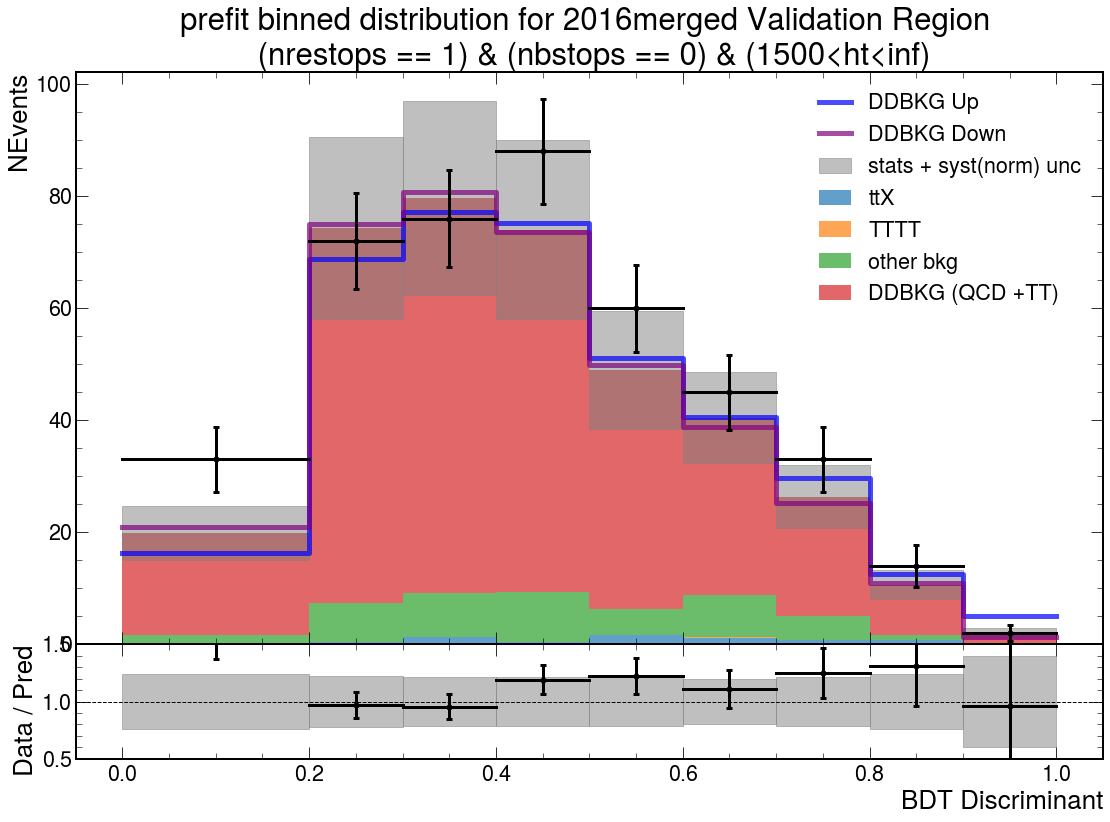 prefit binned distribution for 2016merged Validation Region
(nrestops == 1) & (nbstops == 0) & (1500<ht<inf)
NEvents
100
80
60
40
20
0
DDBKG Up
DDBKG Down
stats + syst(norm) unc
ttX
TTTT
other bkg
DDBKG (QCD +TT)
Data / Pred
1.5
1.0
0.5
0.0 0.2 0.4 0.6 0.8 1.0
BDT Discriminant